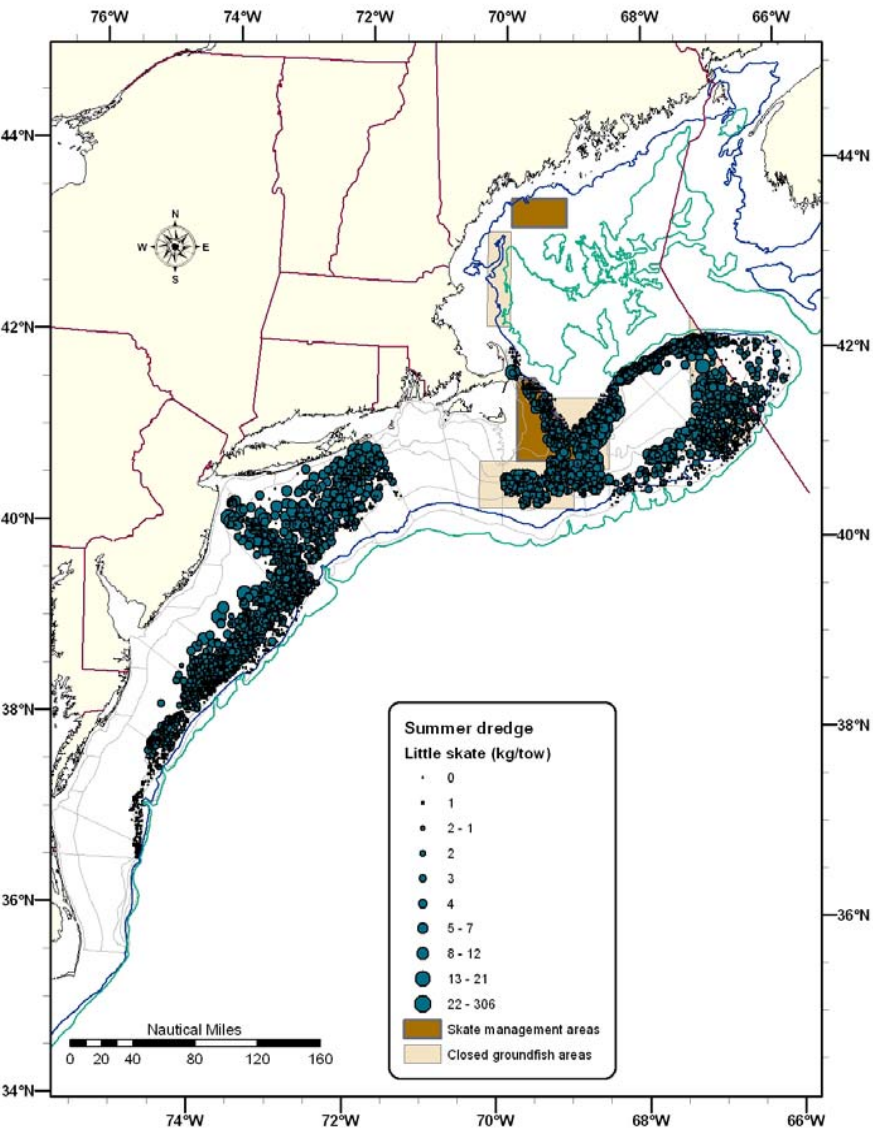 76°W 74°W 72°W 70°W 68°W 66°W
44°N 44°N
N
W E
S
42°N 42°N
40°N 40°N
38°N 38°N
Summer dredge
Little skate (kg/tow)
0
1
2 - 1
2
3
4
5 - 7
8 - 12
13 - 21
22 - 306
Skate management areas
Closed groundfish areas
36°N 36°N
Nautical Miles
0 20 40 80 120 160
34°N
74°W 72°W 70°W 68°W 66°W